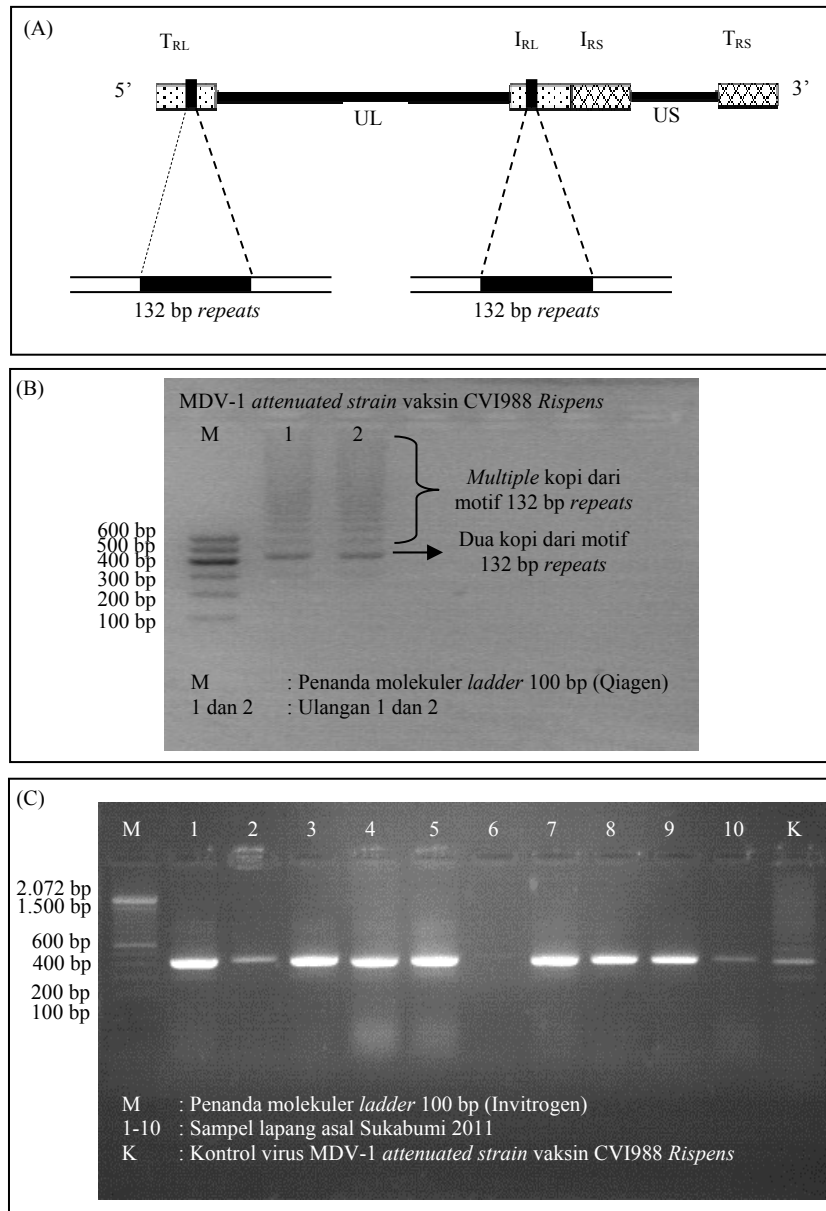 (A)
T_RL I_RL I_RS T_RS
5’ 3’
UL US
132 bp repeats 132 bp repeats
(B)
MDV-1 attenuated strain vaksin CVI988 Rispens
M 1 2
Multiple kopi dari
motif 132 bp repeats
Dua kopi dari motif
132 bp repeats
600 bp
500 bp
400 bp
300 bp
200 bp
100 bp
M : Penanda molekuler ladder 100 bp (Qiagen)
1 dan 2 : Ulangan 1 dan 2
(C)
M 1 2 3 4 5 6 7 8 9 10 K
2.072 bp
1.500 bp
600 bp
400 bp
200 bp
100 bp
M : Penanda molekuler ladder 100 bp (Invitrogen)
1-10 : Sampel lapang asal Sukabumi 2011
K : Kontrol virus MDV-1 attenuated strain vaksin CVI988 Rispens